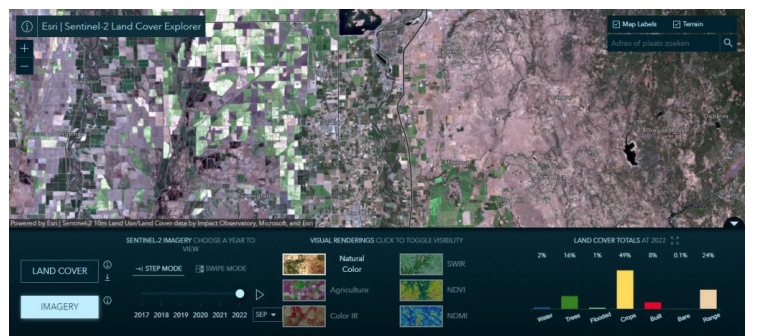 Esri | Sentinel-2 Land Cover Explorer
Map Labels
Terrain
Adres of plaats zoeken
Powered by Esri | Sentinel-2 10m Land Use/Land Cover data by Impact Observatory, Microsoft, and Esri
LAND COVER
IMAGERY
SENTINEL-2 IMAGERY CHOOSE A YEAR TO
VIEW
STEP MODE
SWIPE MODE
2017 2018 2019 2020 2021 2022
SEP
VISUAL RENDERINGS CLICK TO TOGGLE VISIBILITY
Natural
Color
SWIR
Agriculture
NDVI
Color IR
NDMI
LAND COVER TOTALS AT 2022
2% 16% 1% 49% 8% 0.1% 24%
Water Trees Flooded Crops Built Bare Range